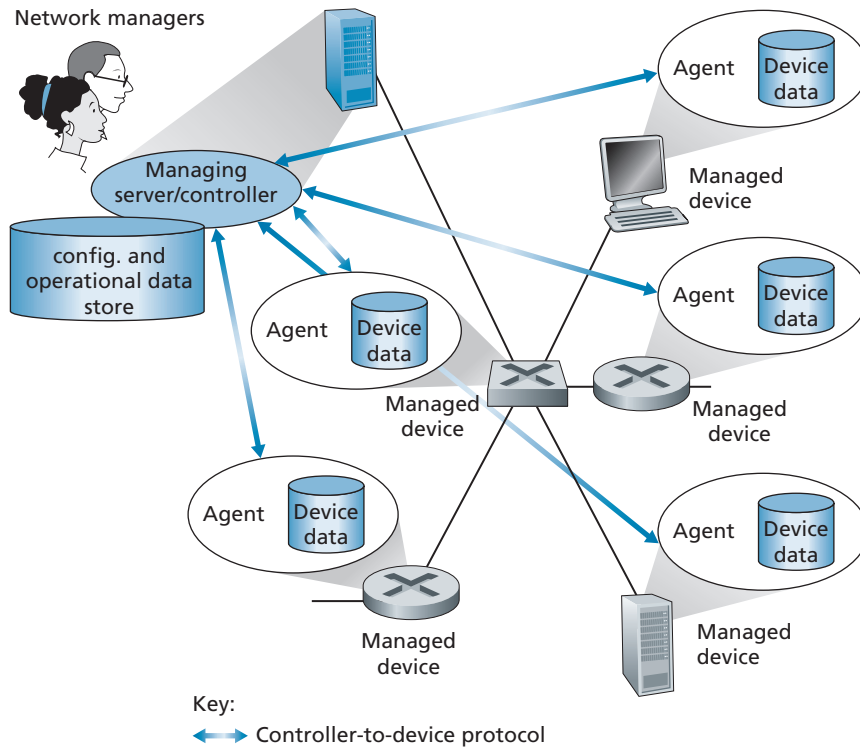 Network managers
Agent
Device
data
Managing
server/controller
Managed
device
config. and
operational data
store
Agent
Device
data
Agent
Device
data
Managed
device
Managed
device
Agent
Device
data
Agent
Device
data
Managed
device
Managed
device
Key:
Controller-to-device protocol